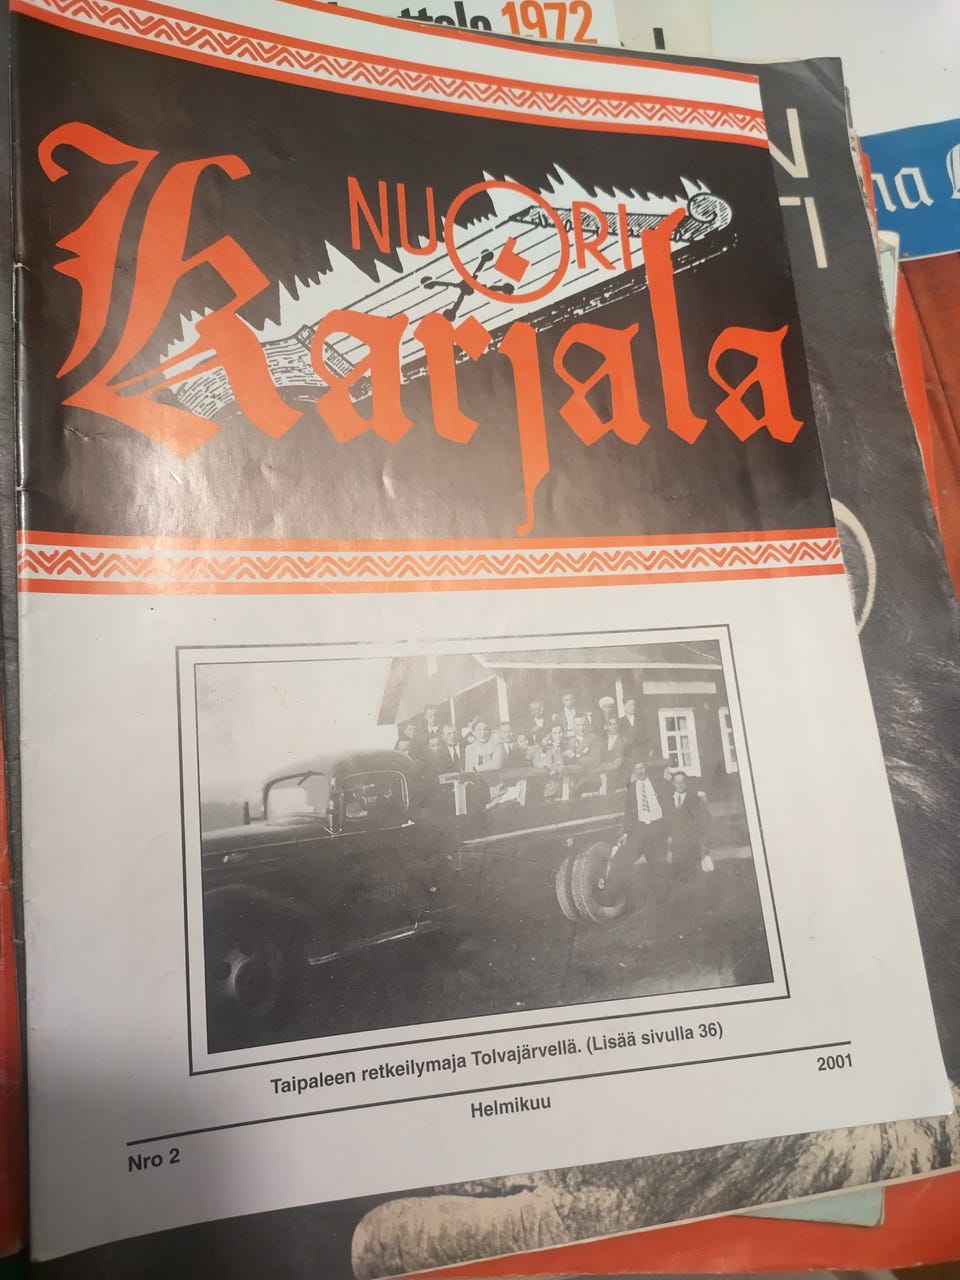 1972
NUORI
Karjala
Taipaleen retkeilymaja Tolvajärvellä. (Lisää sivulla 36)
Nro 2
Helmikuu
2001